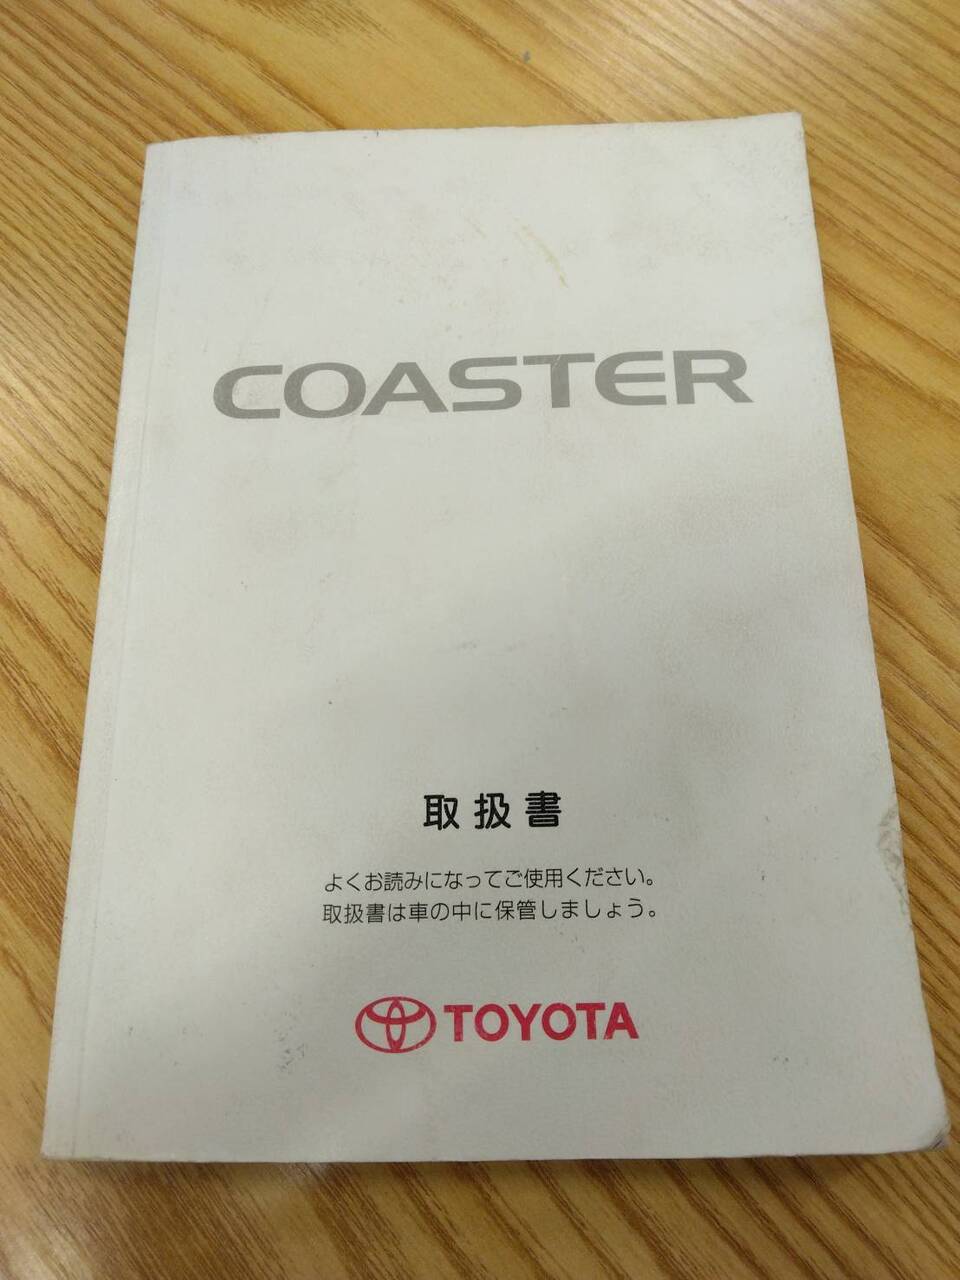 COASTER
取扱書
よくお読みになってご使用ください。
取扱書は車の中に保管しましょう。
TOYOTA